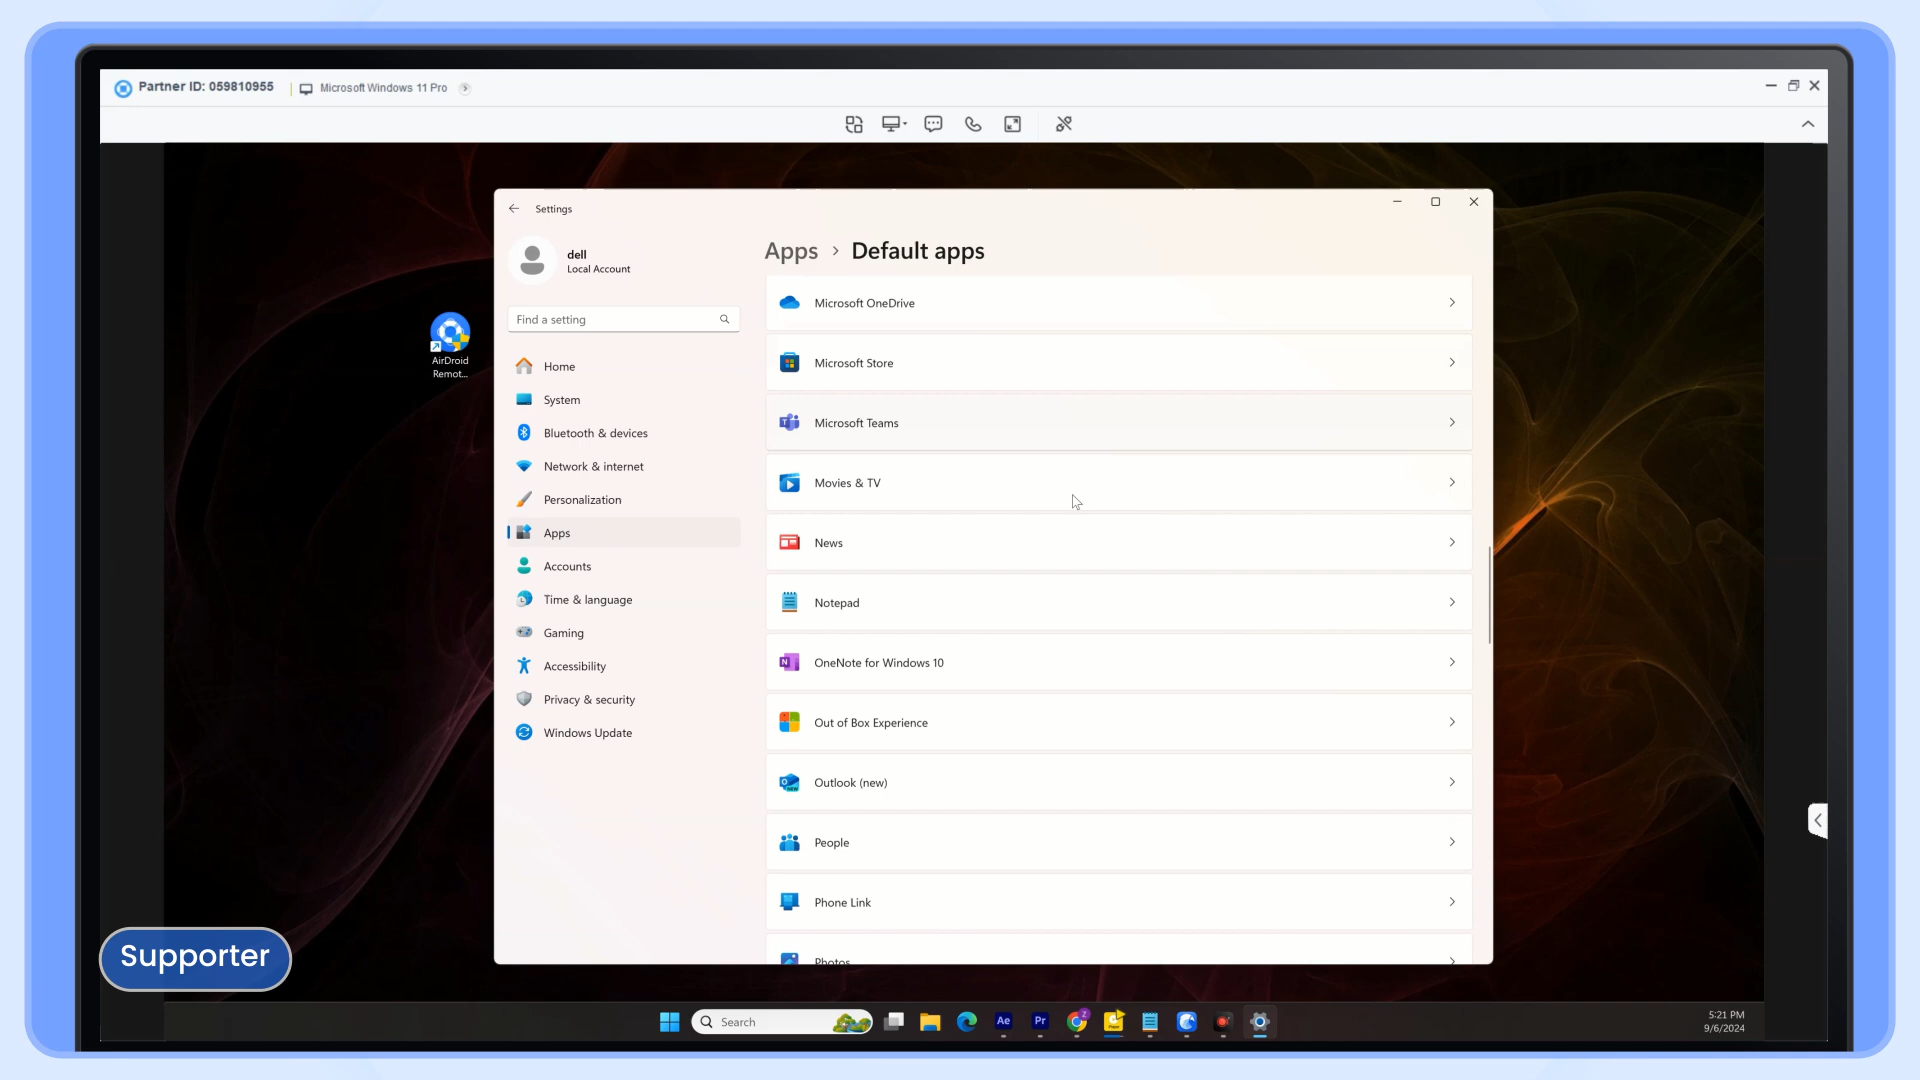 Partner ID: 059810955
Microsoft Windows 11 Pro
Settings
dell
Local Account
Find a setting
Home
System
Bluetooth & devices
Network & internet
Personalization
Apps
Accounts
Time & language
Gaming
Accessibility
Privacy & security
Windows Update
Apps > Default apps
Microsoft OneDrive
Microsoft Store
Microsoft Teams
Movies & TV
News
Notepad
OneNote for Windows 10
Out of Box Experience
Outlook (new)
People
Phone Link
Photos
AirDroid
Remot...
Supporter
Search
Ae
Pr
Z
5:21 PM
9/6/2024